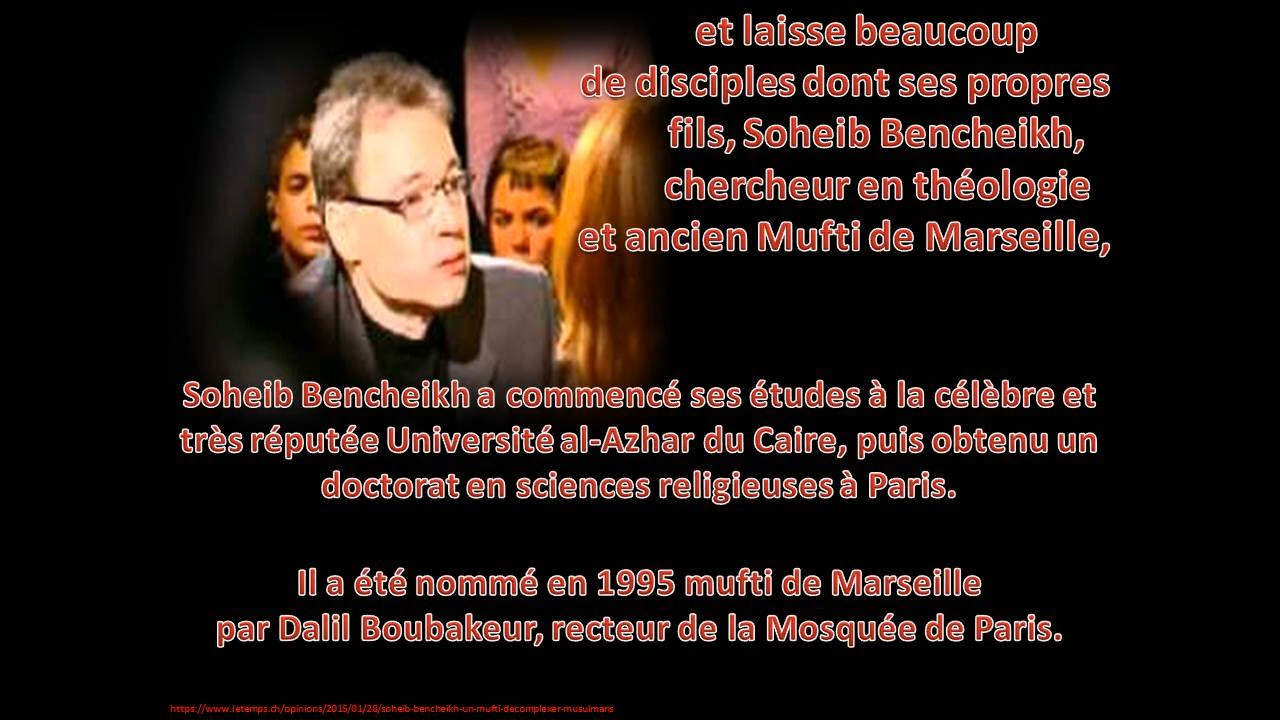 et laisse beaucoup
de disciples dont ses propres
fils, Soheib Bencheikh,
chercheur en théologie
et ancien Mufti de Marseille,
Soheib Bencheikh a commencé ses études à la célèbre et
très réputée Université al-Azhar du Caire, puis obtenu un
doctorat en sciences religieuses à Paris.
Il a été nommé en 1995 mufti de Marseille
par Dalil Boubakeur, recteur de la Mosquée de Paris.
https://www.letemps.ch/opinions/2015/01/28/soheib-bencheikh-un-mufti-decomplexer-musulmans